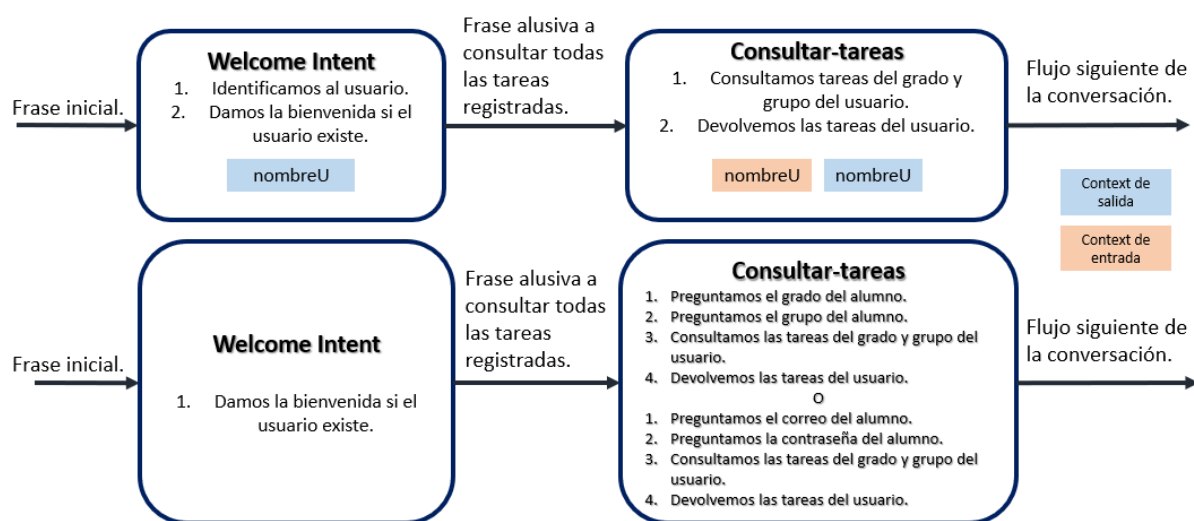 Frase inicial.
Welcome Intent
1. Identificamos al usuario.
2. Damos la bienvenida si el
usuario existe.
nombreU
Frase alusiva a
consultar todas
las tareas
registradas.
Consultar-tareas
1. Consultamos tareas del grado y
grupo del usuario.
2. Devolvemos las tareas del usuario.
nombreU
nombreU
Flujo siguiente de
la conversación.
Context de
salida
Context de
entrada
Frase inicial.
Welcome Intent
1. Damos la bienvenida si el
usuario existe.
Frase alusiva a
consultar todas
las tareas
registradas.
Consultar-tareas
1. Preguntamos el grado del alumno.
2. Preguntamos el grupo del alumno.
3. Consultamos las tareas del grado y grupo del
usuario.
4. Devolvemos las tareas del usuario.
O
1. Preguntamos el correo del alumno.
2. Preguntamos la contraseña del alumno.
3. Consultamos las tareas del grado y grupo del
usuario.
4. Devolvemos las tareas del usuario.
Flujo siguiente de
la conversación.